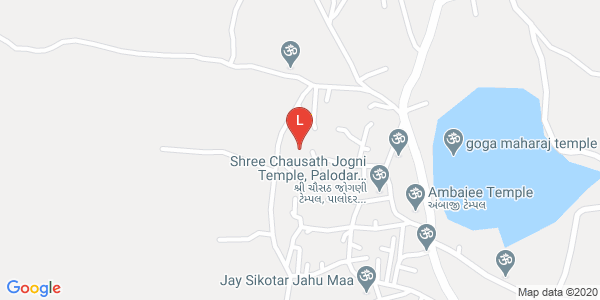 L
goga maharaj temple
Shree Chausath Jogni
Temple, Palodar...
શ્રી ચૌસઠ જોગણી
ટેમ્પલ, પાલોદર...
Ambajee Temple
અંબાજી ટેમ્પલ
Jay Sikotar Jahu Maa
Google
Map data ©2020